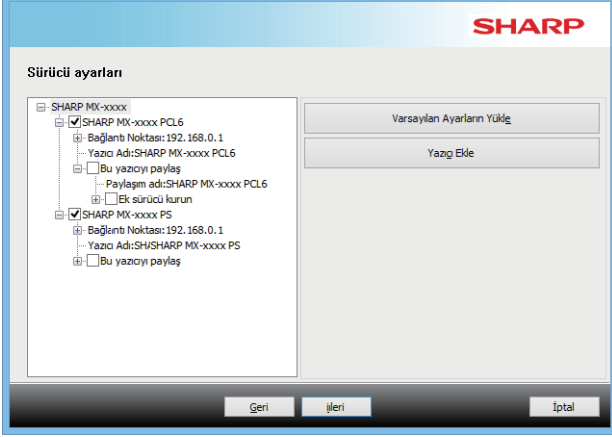 SHARP
Sürücü ayarları
SHARP MX-xxxx
SHARP MX-xxxx PCL6
Bağlantı Noktası:192.168.0.1
Yazıcı Adı:SHARP MX-xxxx PCL6
Bu yazıcıyı paylaş
Paylaşım adı:SHARP MX-xxxx PCL6
Ek sürücü kurun
SHARP MX-xxxx PS
Bağlantı Noktası:192.168.0.1
Yazıcı Adı:SH/SHARP MX-xxxx PS
Bu yazıcıyı paylaş
Varsayılan Ayarların Yükle
Yazıg Ekle
Geri
ijleri
İptal